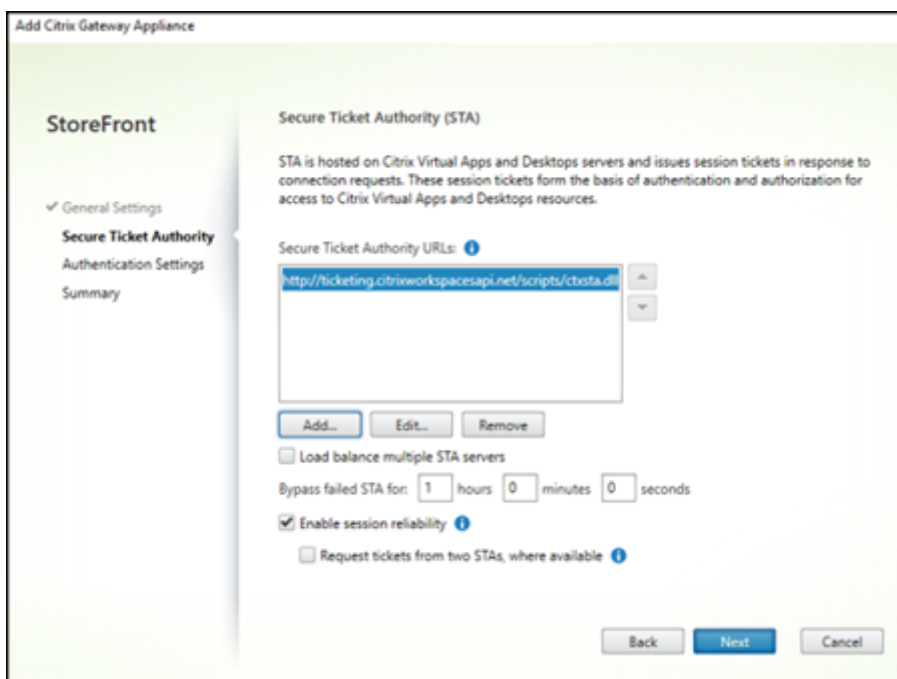 Add Citrix Gateway Appliance
StoreFront
General Settings
Secure Ticket Authority
Authentication Settings
Summary
Secure Ticket Authority (STA)
STA is hosted on Citrix Virtual Apps and Desktops servers and issues session tickets in response to
connection requests. These session tickets form the basis of authentication and authorization for
access to Citrix Virtual Apps and Desktops resources.
Secure Ticket Authority URLs:
http://ticketing.citrixworkspacesapi.net/scripts/ctxsta.dll
Add... Edit... Remove
Load balance multiple STA servers
Bypass failed STA for: 1 hours 0 minutes 0 seconds
Enable session reliability
Request tickets from two STAs, where available
Back Next Cancel